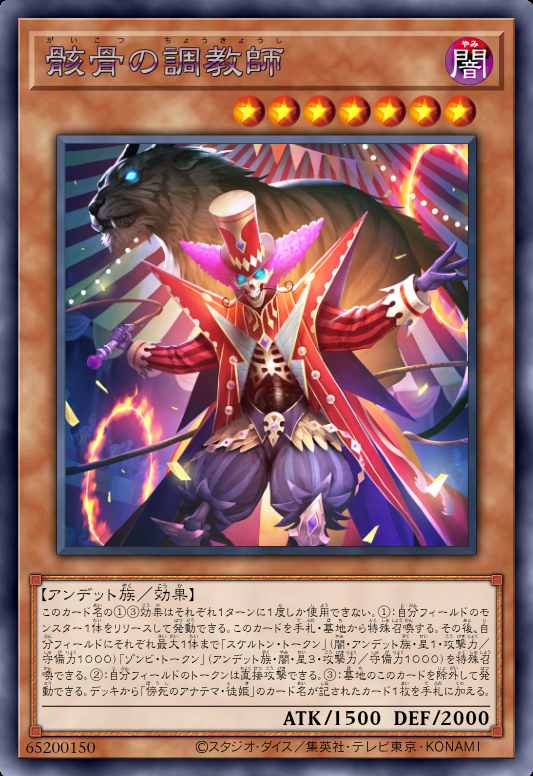 骸骨の調教師
闇
【アンデット族／効果】
このカード名の①③効果はそれぞれ1ターンに1度しか使用できない。①：自分フィールドのモ
ンスター1体をリリースして発動できる。このカードを手札・墓地から特殊召喚する。その後、自
分フィールドにそれぞれ最大1体まで「スケルトン・トークン」(アンデット族・闇・星1・攻撃力／
守備力1000)「ゾンビ・トークン」(アンデット族・闇・星3・攻撃力／守備力1000)を特殊召
喚できる。②：自分フィールドのトークンは直接攻撃できる。③：墓地のこのカードを除外して発
動できる。デッキから「傍死のアナテマ・徒姫」のカード名が記されたカード1枚を手札に加える。
ATK/1500 DEF/2000
65200150 ©スタジオ・ダイス／集英社・テレビ東京・KONAMI